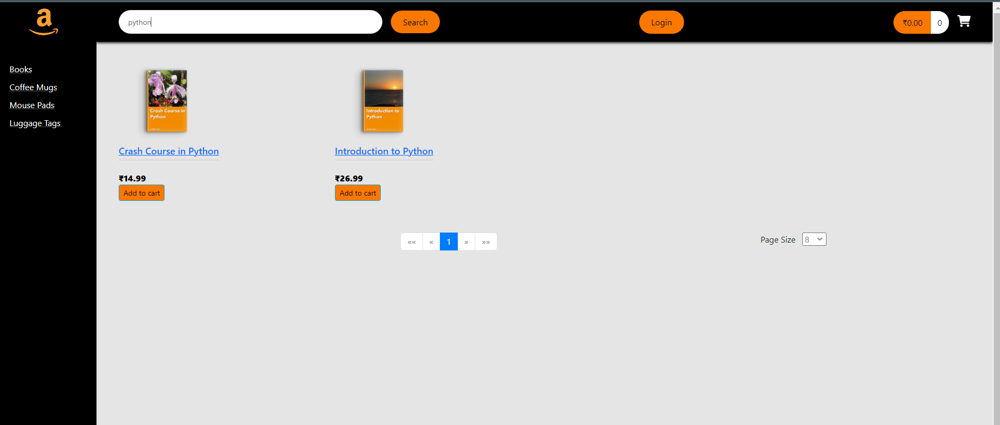 a
python
Search
Login
₹0.00 0
Books
Coffee Mugs
Mouse Pads
Luggage Tags
Crash Course in
Python
Introduction to
Python
Crash Course in Python
Introduction to Python
₹14.99
₹26.99
Add to cart
Add to cart
«« « 1 » »»
Page Size 8